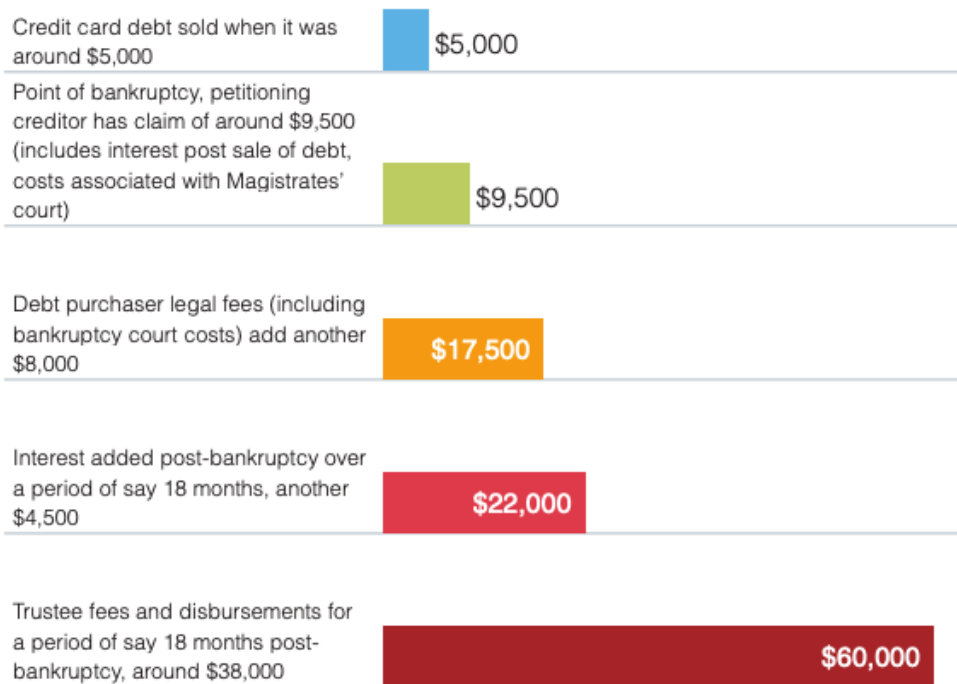 Credit card debt sold when it was
around $5,000
$5,000
Point of bankruptcy, petitioning
creditor has claim of around $9,500
(includes interest post sale of debt,
costs associated with Magistrates’
court)
$9,500
Debt purchaser legal fees (including
bankruptcy court costs) add another
$8,000
$17,500
Interest added post-bankruptcy over
a period of say 18 months, another
$4,500
$22,000
Trustee fees and disbursements for
a period of say 18 months post-
bankruptcy, around $38,000
$60,000